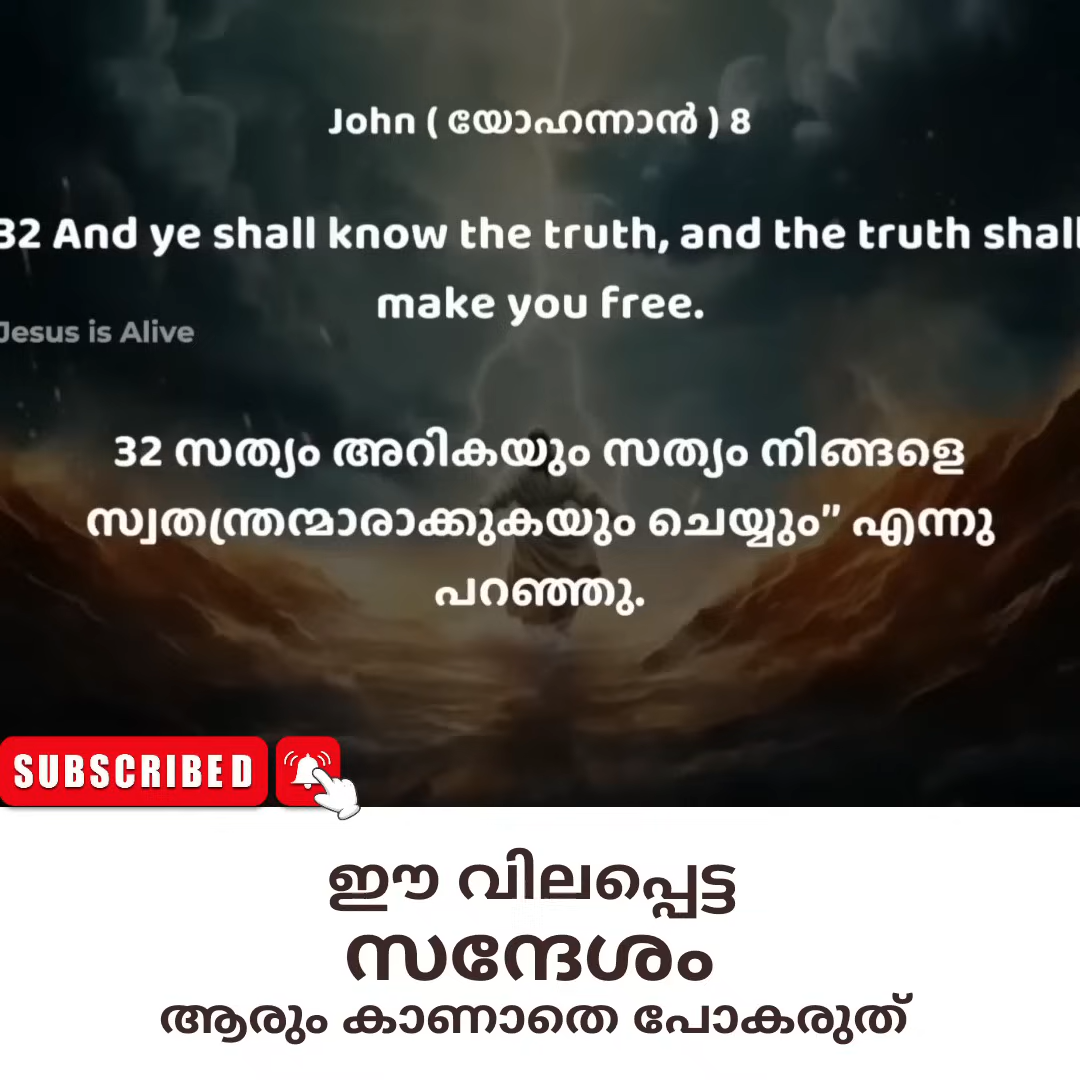 John ( യോഹന്നാൻ ) 8
32 And ye shall know the truth, and the truth shall
make you free.
Jesus is Alive
32 സത്യം അറികയും സത്യം നിങ്ങളെ
സ്വതന്ത്രന്മാരാക്കുകയും ചെയ്യും” എന്നു
പറഞ്ഞു.
SUBSCRIBED
ഈ വിലപ്പെട്ട
സന്ദേശം
ആരും കാണാതെ പോകരുത്